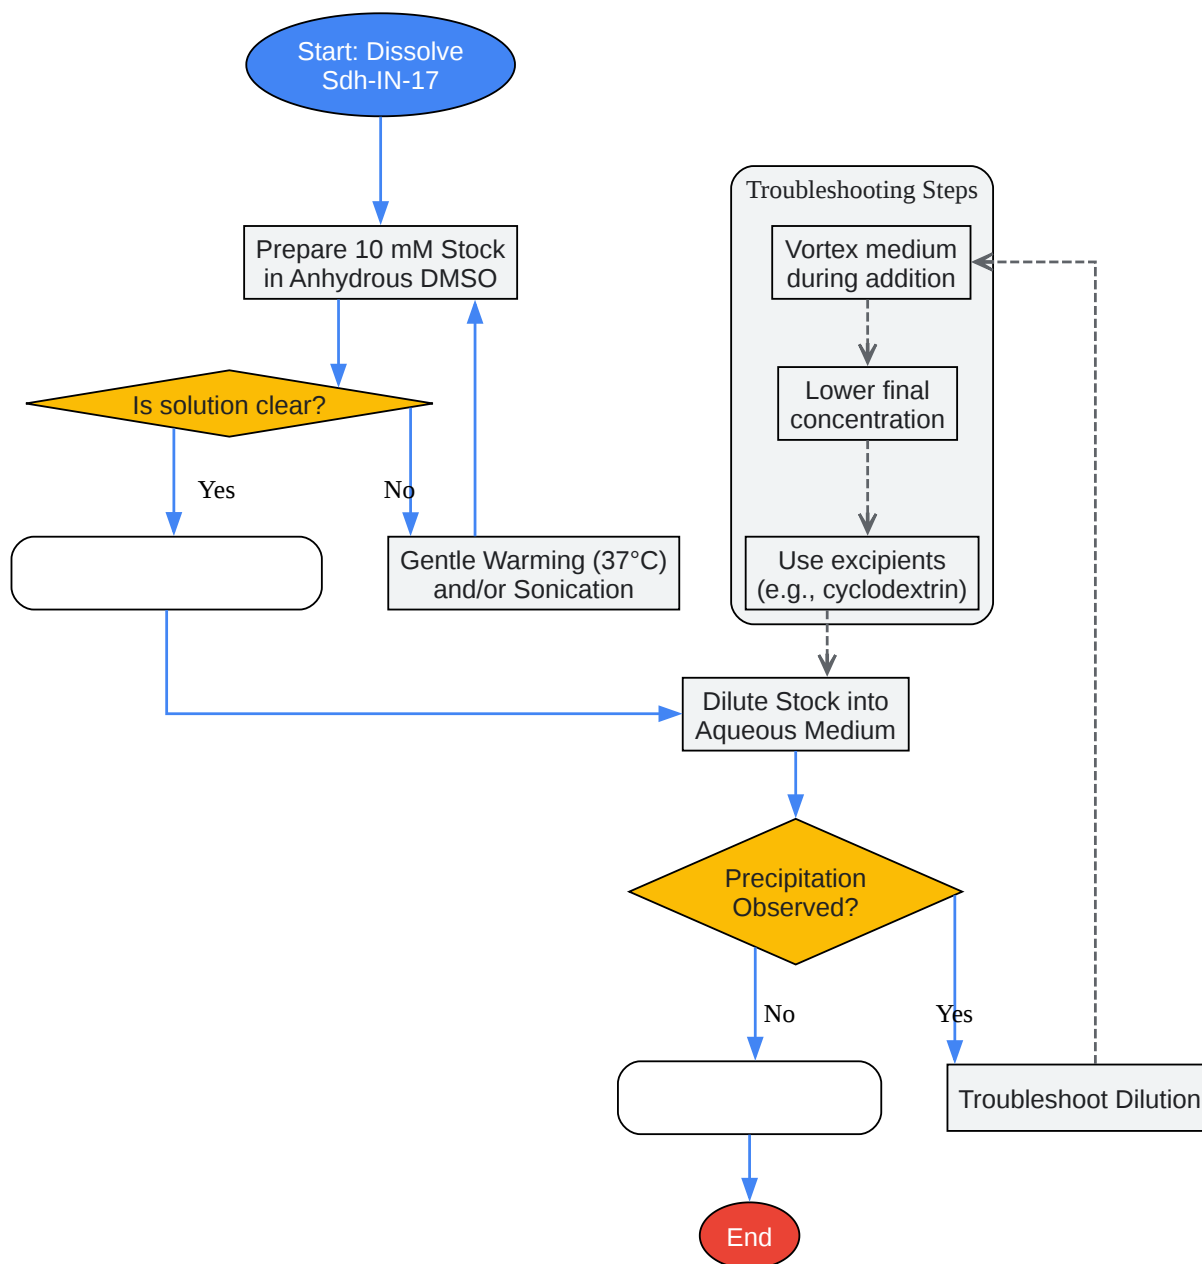 Start: Dissolve
Sdh-IN-17
Prepare 10 mM Stock
in Anhydrous DMSO
Is solution clear?
Yes
No
Gentle Warming (37°C)
and/or Sonication
Troubleshooting Steps
Vortex medium
during addition
Lower final
concentration
Use excipients
(e.g., cyclodextrin)
Dilute Stock into
Aqueous Medium
Precipitation
Observed?
No
Yes
Troubleshoot Dilution
End